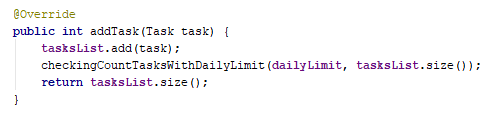 @Override
public int addTask(Task task) {
    tasksList.add(task);
    checkingCountTasksWithDailyLimit(dailyLimit, tasksList.size());
    return tasksList.size();
}